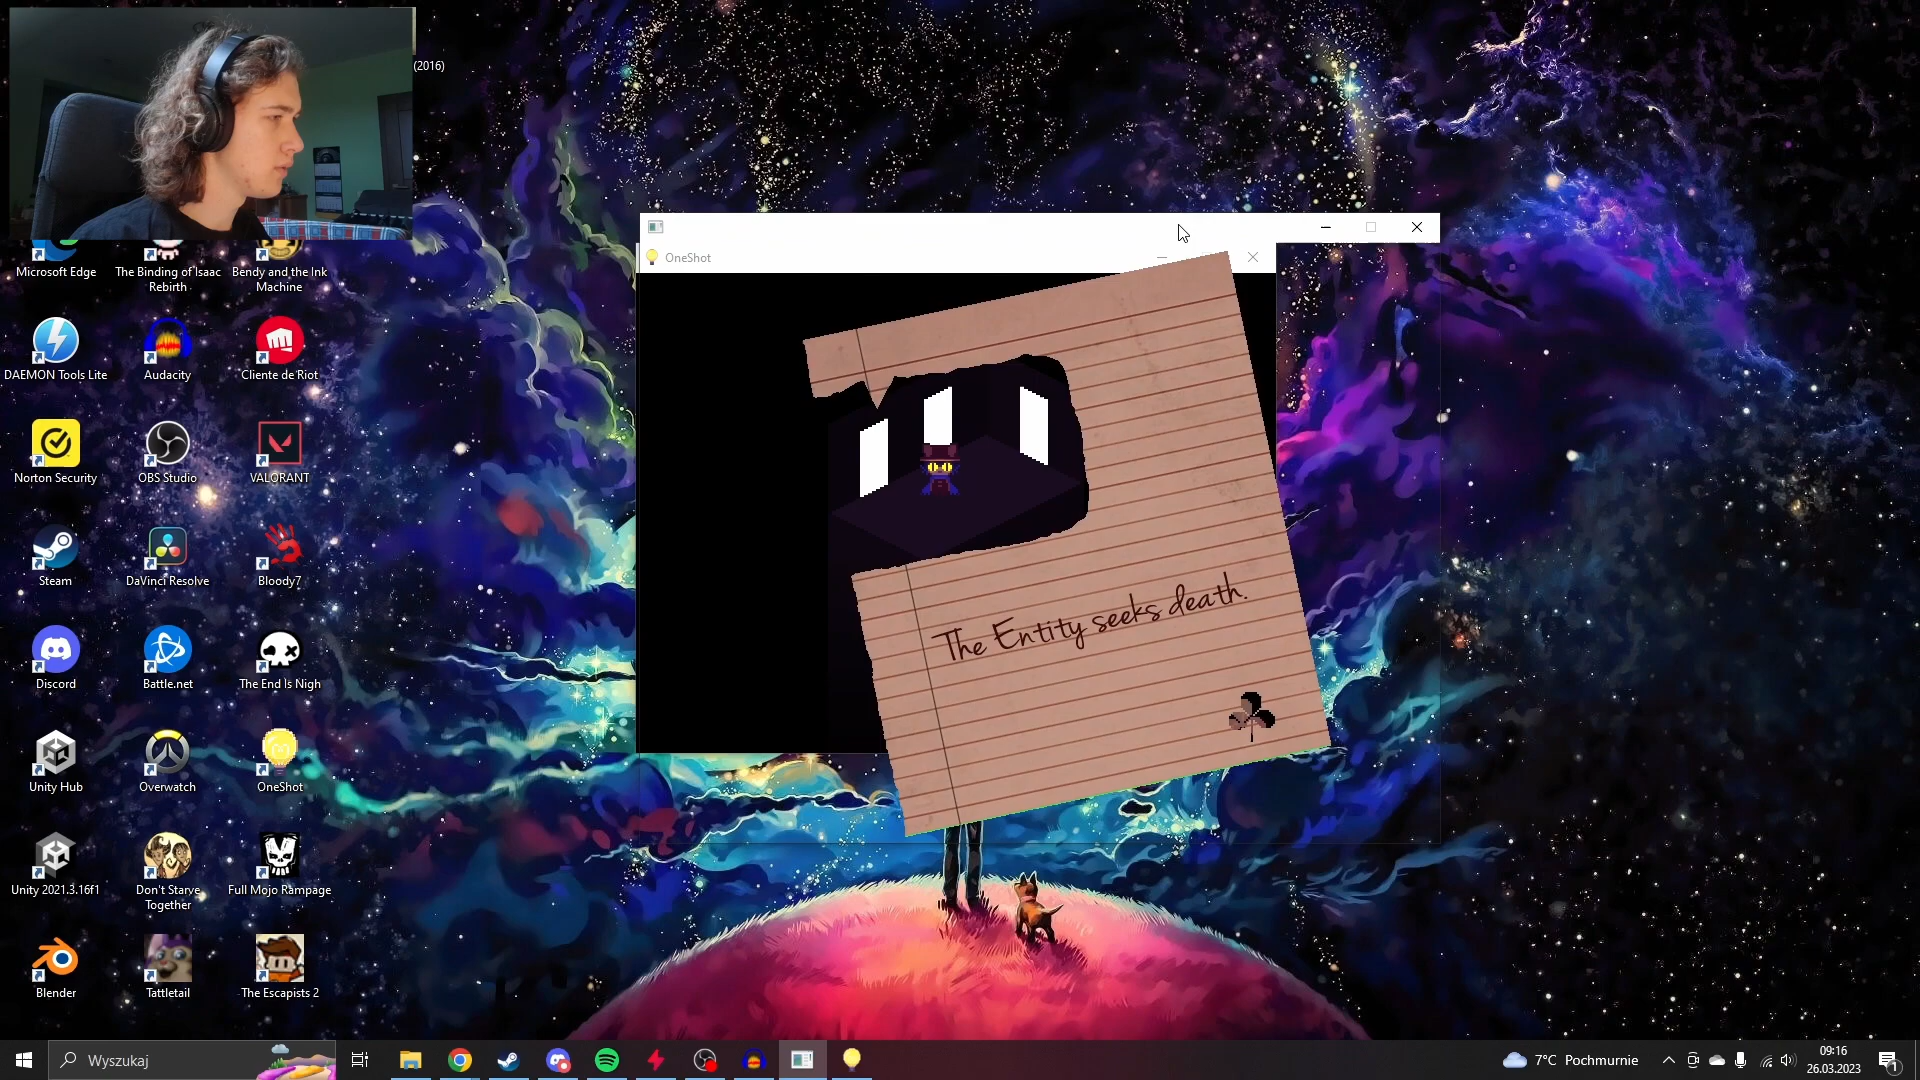 (2016)
Microsoft Edge
The Binding of Isaac
Rebirth
Bendy and the Ink
Machine
DAEMON Tools Lite
Audacity
Cliente de Riot
Norton Security
OBS Studio
VALORANT
Steam
DaVinci Resolve
Bloody7
Discord
Battle.net
The End Is Nigh
Unity Hub
Overwatch
OneShot
Unity 2021.3.16f1
Don't Starve
Together
Full Mojo Rampage
Blender
Tattletail
The Escapists 2
OneShot
The Entity seeks death.
Wyszukaj
7°C Pochmurnie
09:16
26.03.2023
1